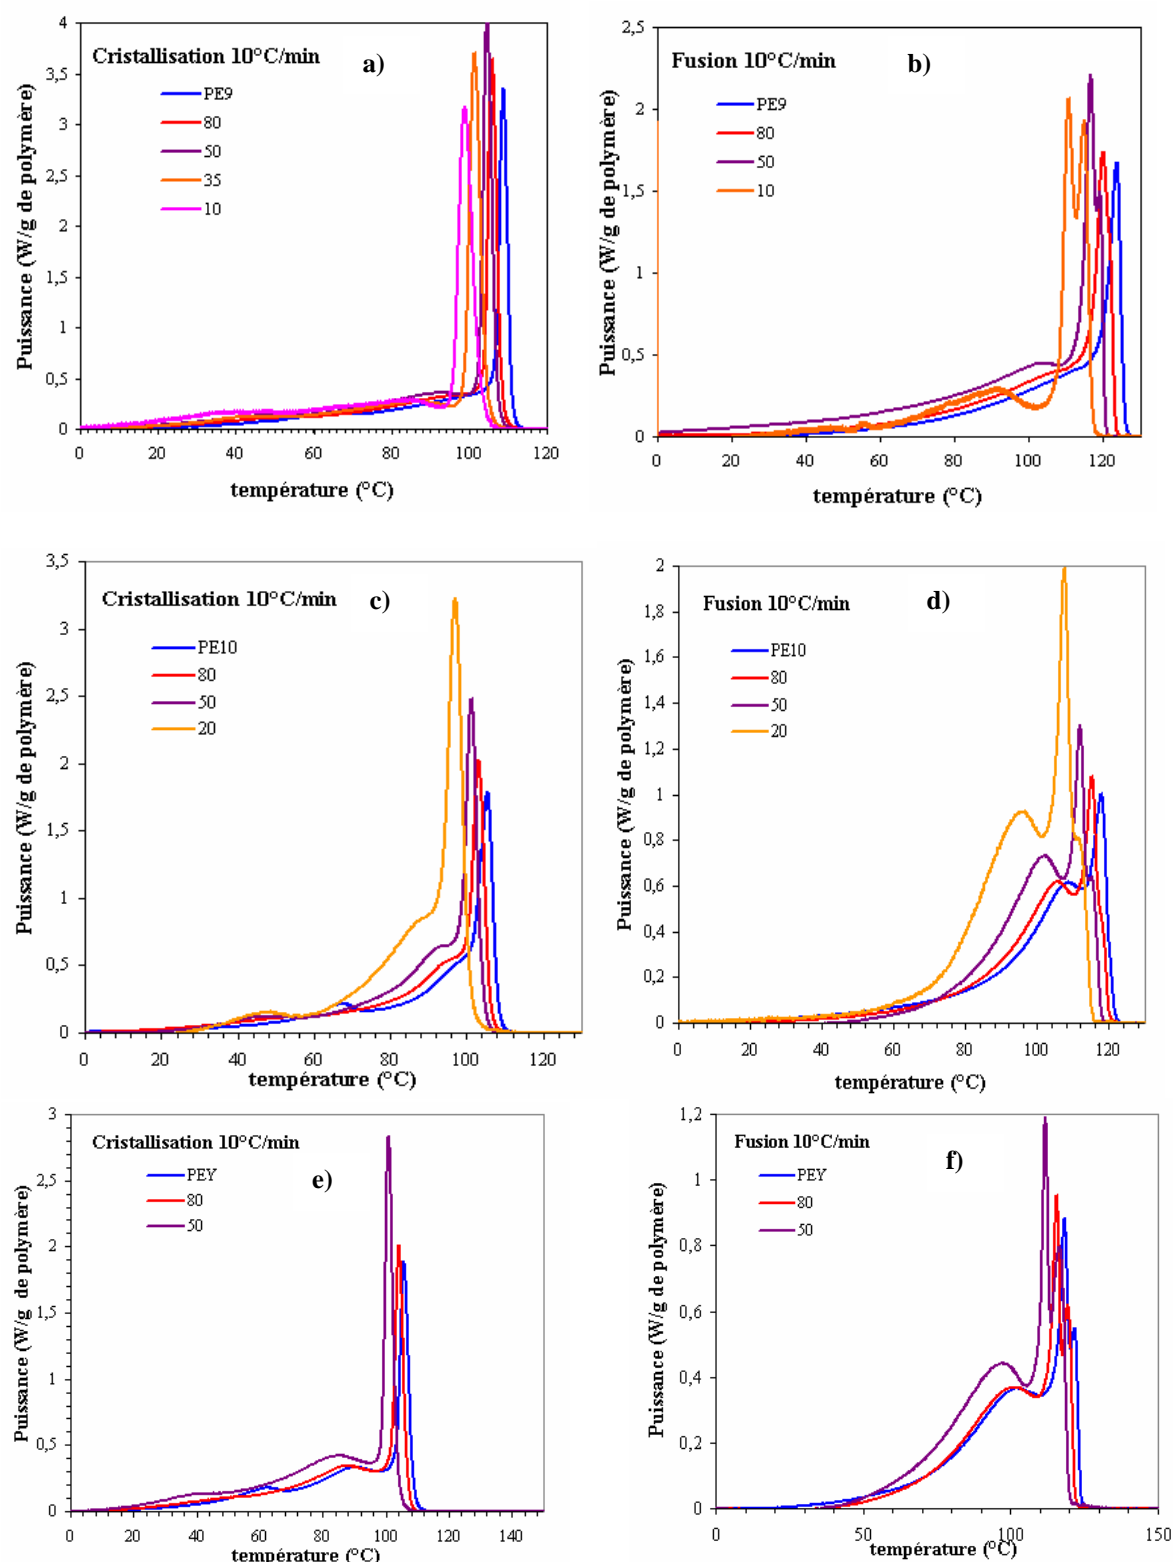 Cristallisation 10°C/min
a)
PE9
80
50
35
10
Puissance (W/g de polymère)
4
3,5
3
2,5
2
1,5
1
0,5
0
0 20 40 60 80 100 120
température (°C)
Fusion 10°C/min
b)
PE9
80
50
10
Puissance (W/g de polymère)
2,5
2
1,5
1
0,5
0
0 20 40 60 80 100 120
température (°C)
Cristallisation 10°C/min
c)
PE10
80
50
20
Puissance (W/g de polymère)
3,5
3
2,5
2
1,5
1
0,5
0
0 20 40 60 80 100 120
température (°C)
Fusion 10°C/min
d)
PE10
80
50
20
Puissance (W/g de polymère)
2
1,8
1,6
1,4
1,2
1
0,8
0,6
0,4
0,2
0
0 20 40 60 80 100 120
température (°C)
Cristallisation 10°C/min
e)
PEY
80
50
Puissance (W/g de polymère)
3
2,5
2
1,5
1
0,5
0
0 20 40 60 80 100 120 140
température (°C)
Fusion 10°C/min
f)
PEY
80
50
Puissance (W/g de polymère)
1,2
1
0,8
0,6
0,4
0,2
0
0 50 100 150
température (°C)